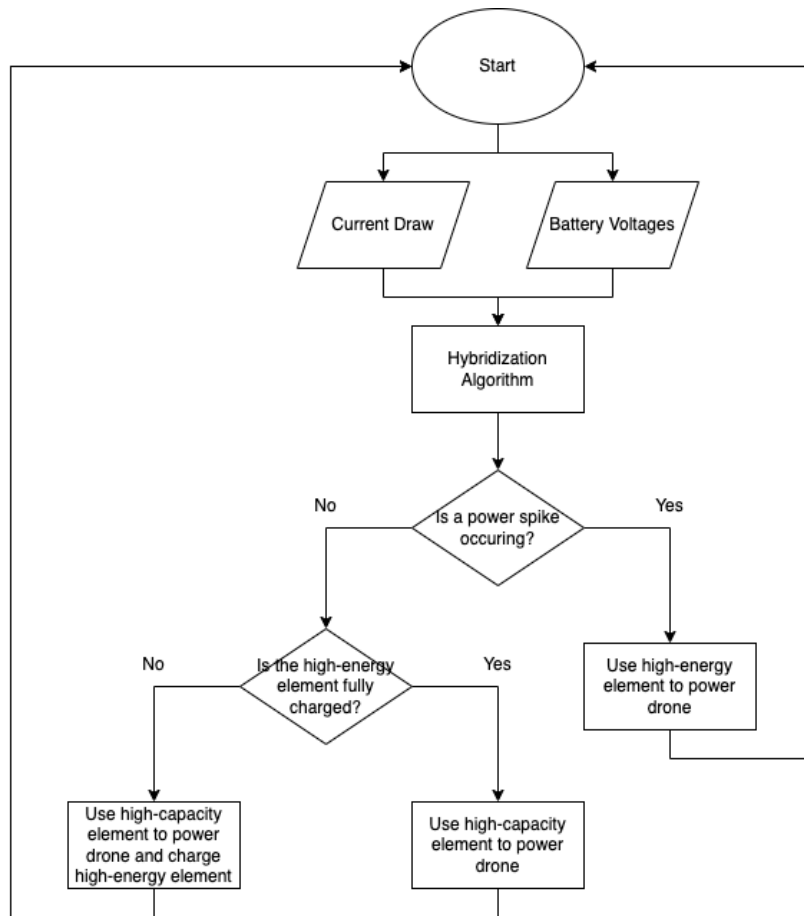 Start
Current Draw
Battery Voltages
Hybridization
Algorithm
Is a power spike
occuring?
No
Yes
Is the high-energy
element fully
charged?
No
Yes
Use high-energy
element to power
drone
Use high-capacity
element to power
drone and charge
high-energy element
Use high-capacity
element to power
drone